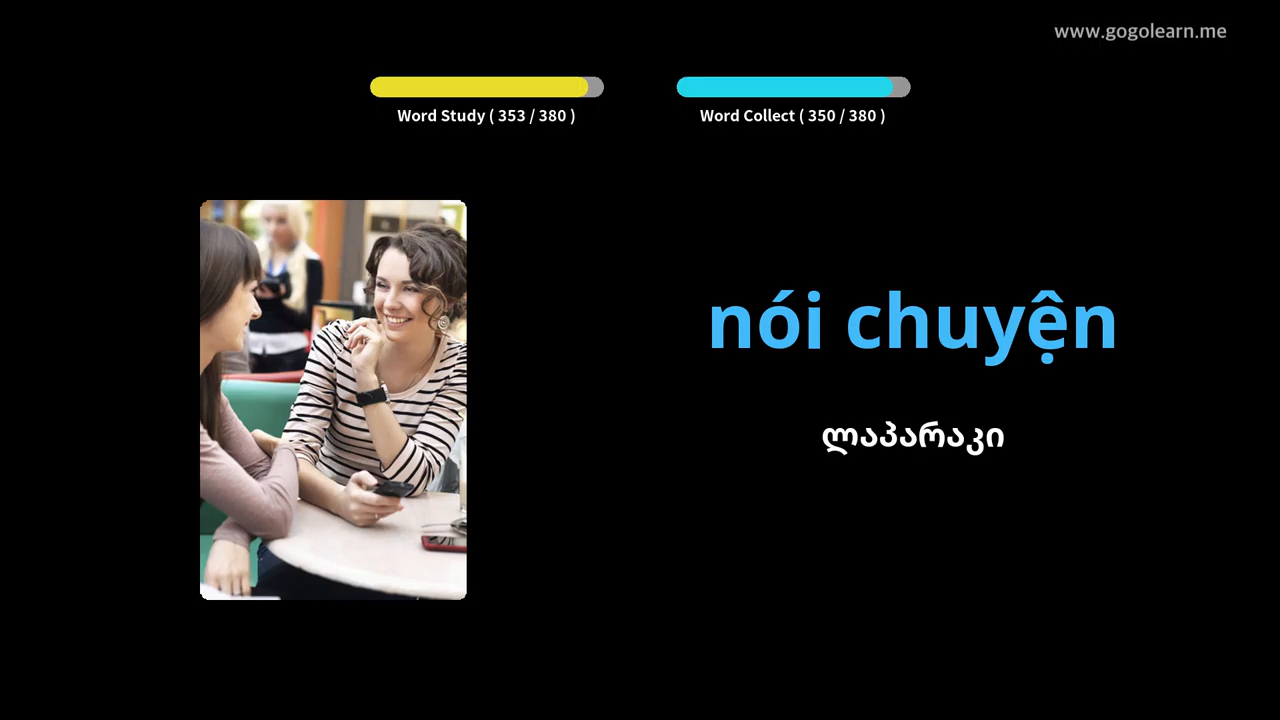 www.gogolearn.me
Word Study ( 353 / 380 )
Word Collect ( 350 / 380 )
nói chuyện
ლაპარაკი